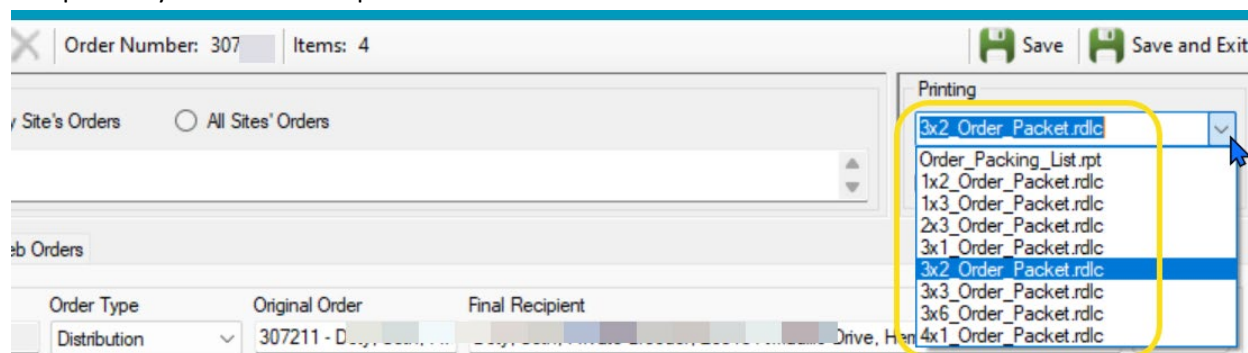 Order Number: 307 Items: 4 Save Save and Exit
Site's Orders All Sites' Orders
Printing
3x2_Order_Packet.rdlc
Order_Packing_List.rpt
1x2_Order_Packet.rdlc
1x3_Order_Packet.rdlc
2x3_Order_Packet.rdlc
3x1_Order_Packet.rdlc
3x2_Order_Packet.rdlc
3x3_Order_Packet.rdlc
3x6_Order_Packet.rdlc
4x1_Order_Packet.rdlc
Orders
Order Type Original Order Final Recipient
Distribution 307211 - Drive,